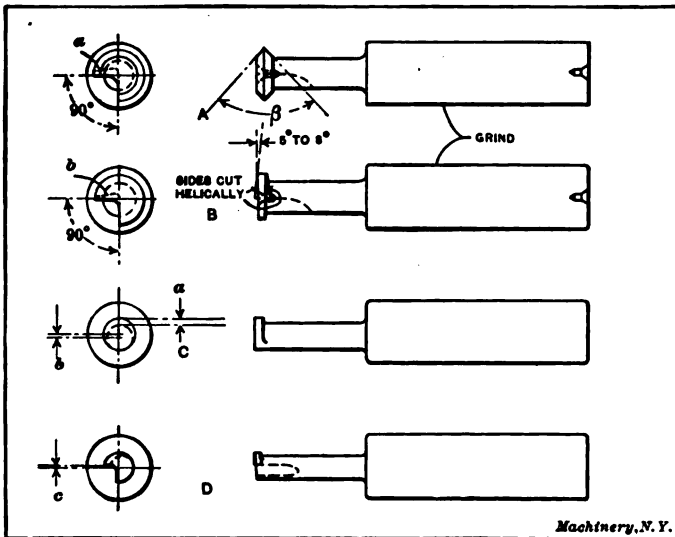 a
90°
A
β
5° TO 8°
GRIND
b
SIDES CUT
HELICALLY
90°
B
a
b
C
c
D
Machinery, N.Y.